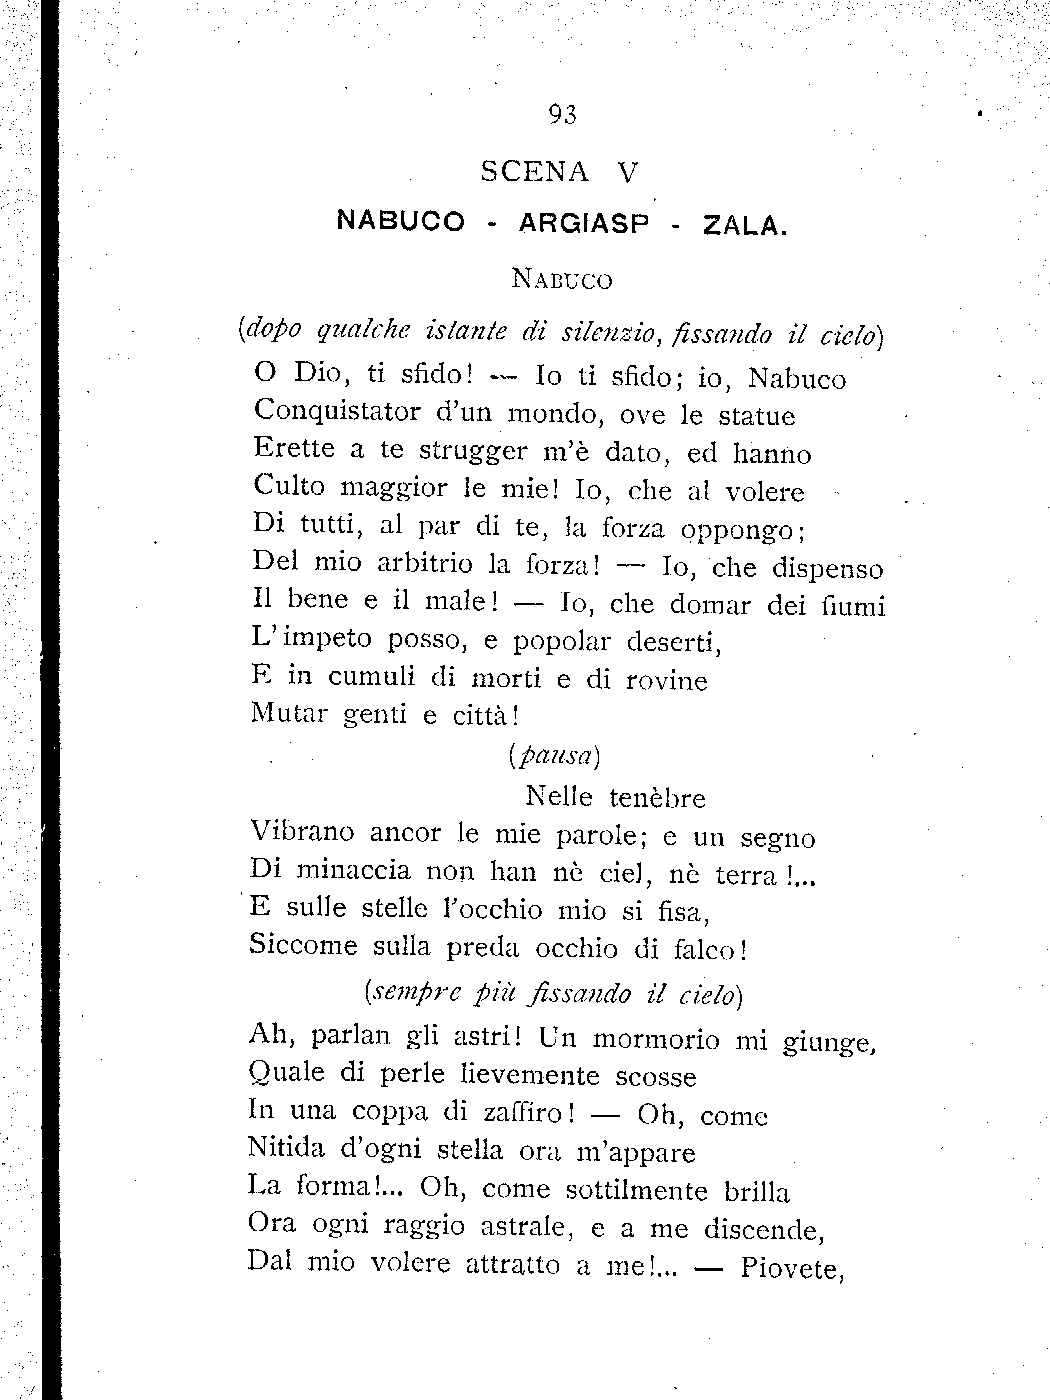 93
SCENA V
NABUCO - ARGIASP - ZALA.
NABUCO
(dopo qualche istante di silenzio, fissando il cielo)
O Dio, ti sfido! — Io ti sfido; io, Nabuco
Conquistator d'un mondo, ove le statue
Erette a te strugger m'è dato, ed hanno
Culto maggior le mie! Io, che al volere
Di tutti, al par di te, la forza oppongo;
Del mio arbitrio la forza! — Io, che dispenso
Il bene e il male! — Io, che domar dei fiumi
L'impeto posso, e popolar deserti,
E in cumuli di morti e di rovine
Mutar genti e città!
(pausa)
Nelle tenèbre
Vibrano ancor le mie parole; e un segno
Di minaccia non han nè ciel, nè terra!...
E sulle stelle l'occhio mio si fisa,
Siccome sulla preda occhio di falco!
(sempre più fissando il cielo)
Ah, parlan gli astri! Un mormorio mi giunge,
Quale di perle lievemente scosse
In una coppa di zaffiro! — Oh, come
Nitida d'ogni stella ora m'appare
La forma!... Oh, come sottilmente brilla
Ora ogni raggio astrale, e a me discende,
Dal mio volere attratto a me!... — Piovete,